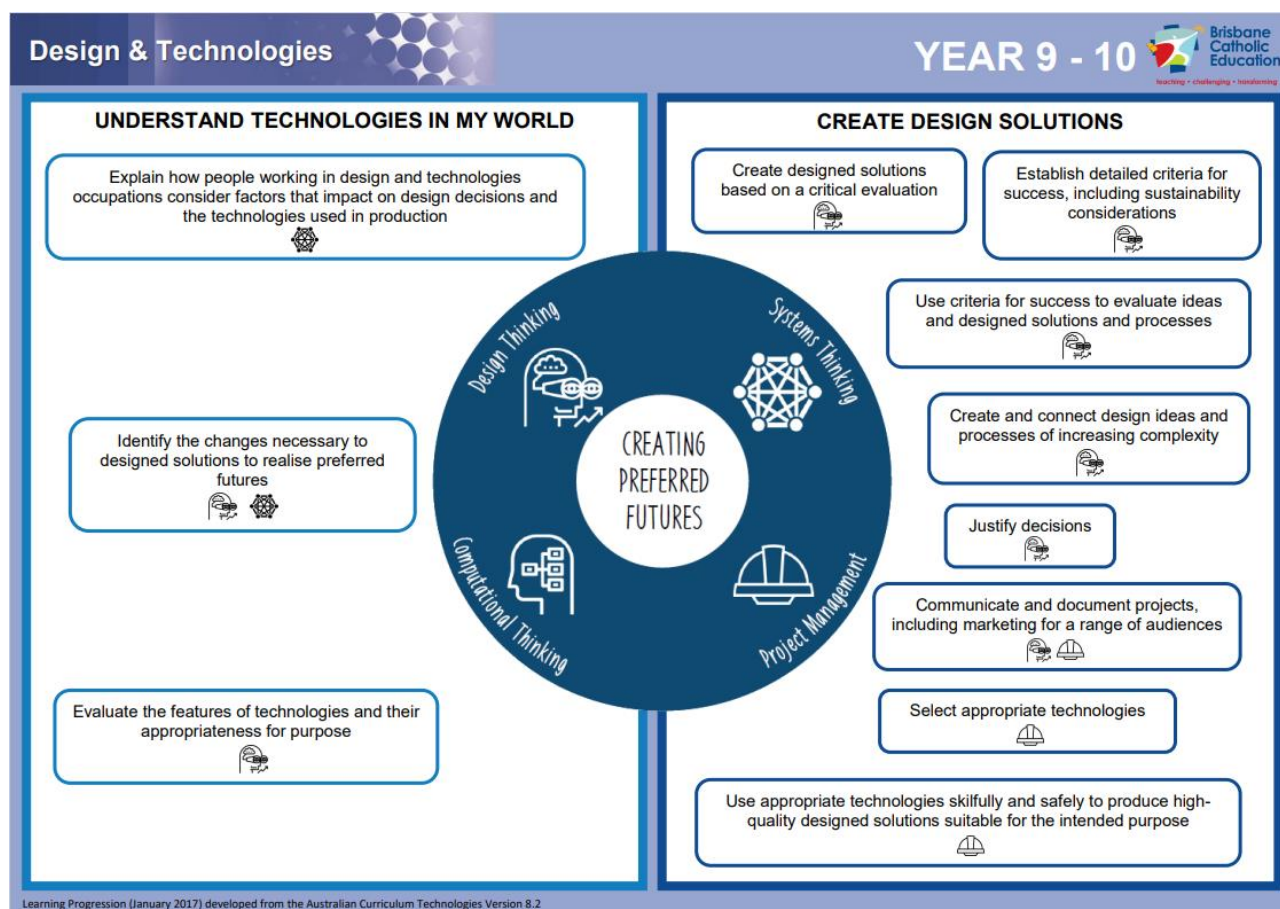 Design & Technologies
YEAR 9 - 10
Brisbane
Catholic
Education
teaching • challenging • transforming
UNDERSTAND TECHNOLOGIES IN MY WORLD
Explain how people working in design and technologies
occupations consider factors that impact on design decisions and
the technologies used in production
Identify the changes necessary to
designed solutions to realise preferred
futures
Evaluate the features of technologies and their
appropriateness for purpose
Design Thinking
Systems Thinking
CREATING
PREFERRED
FUTURES
Computational Thinking
Project Management
CREATE DESIGN SOLUTIONS
Create designed solutions
based on a critical evaluation
Establish detailed criteria for
success, including sustainability
considerations
Use criteria for success to evaluate ideas
and designed solutions and processes
Create and connect design ideas and
processes of increasing complexity
Justify decisions
Communicate and document projects,
including marketing for a range of audiences
Select appropriate technologies
Use appropriate technologies skilfully and safely to produce high-
quality designed solutions suitable for the intended purpose
Learning Progression (January 2017) developed from the Australian Curriculum Technologies Version 8.2